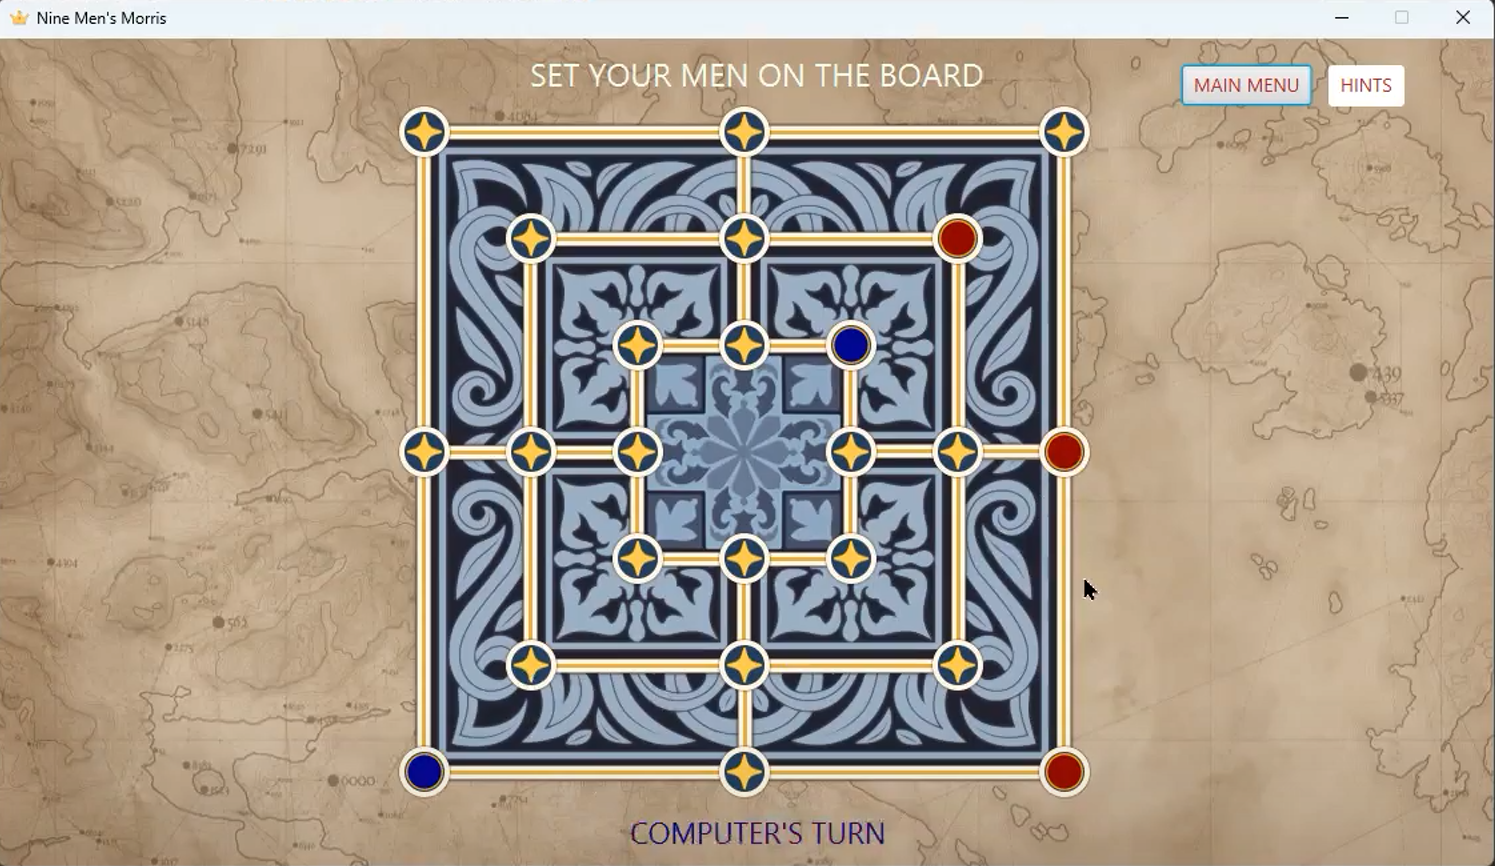 Nine Men's Morris
SET YOUR MEN ON THE BOARD
MAIN MENU
HINTS
COMPUTER'S TURN